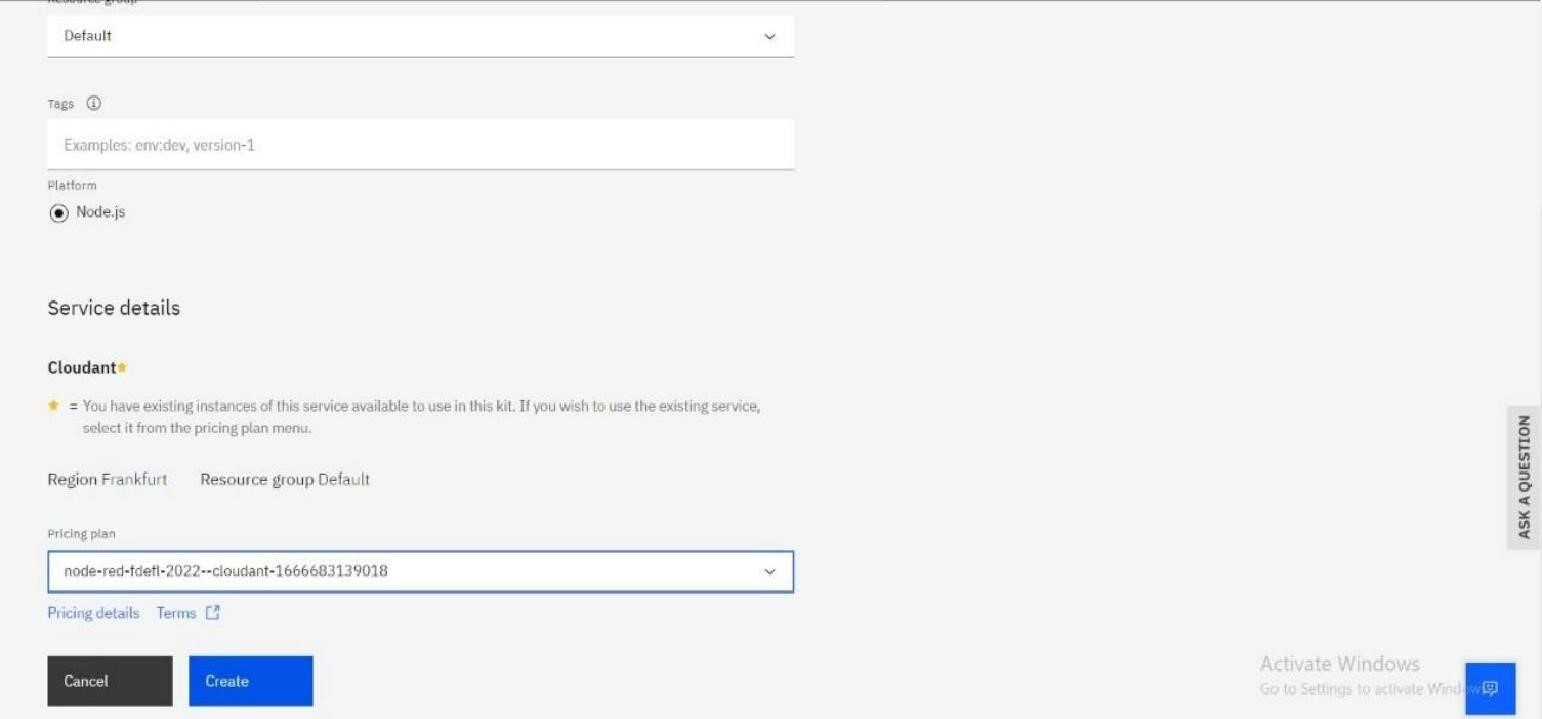 Resource group
Default
Tags
Examples: env:dev, version-1
Platform
Node.js
Service details
Cloudant
= You have existing instances of this service available to use in this kit. If you wish to use the existing service,
select it from the pricing plan menu.
Region Frankfurt Resource group Default
Pricing plan
node-red-fdefl-2022--cloudant-1666683139018
Pricing details Terms
Cancel Create
ASK A QUESTION
Activate Windows
Go to Settings to activate Windows